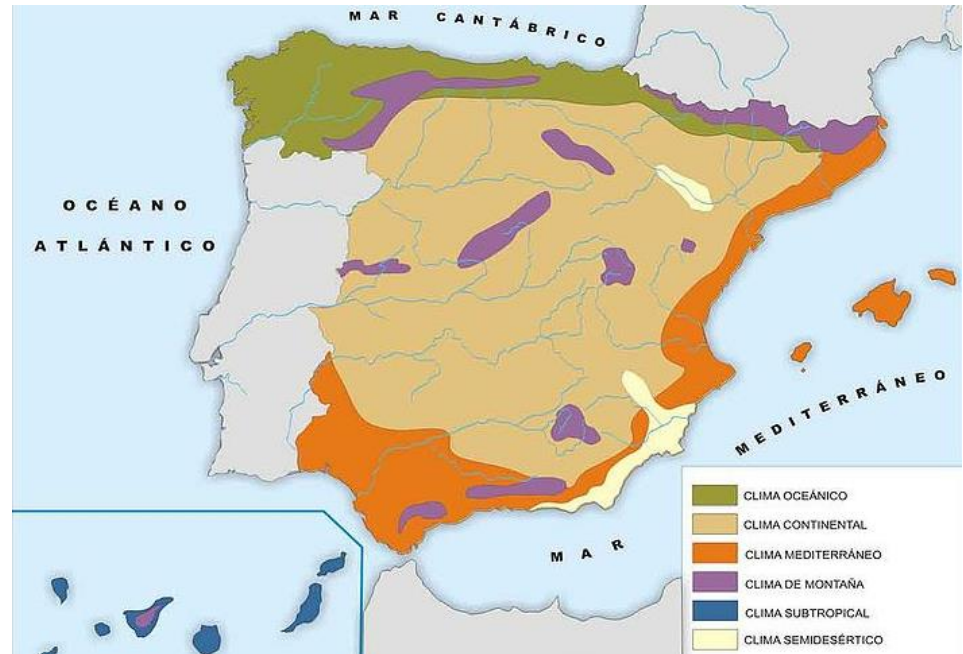 MAR CANTÁBRICO
OCÉANO
ATLÁNTICO
MEDITERRÁNEO
MAR
CLIMA OCEÁNICO
CLIMA CONTINENTAL
CLIMA MEDITERRÁNEO
CLIMA DE MONTAÑA
CLIMA SUBTROPICAL
CLIMA SEMIDESÉRTICO